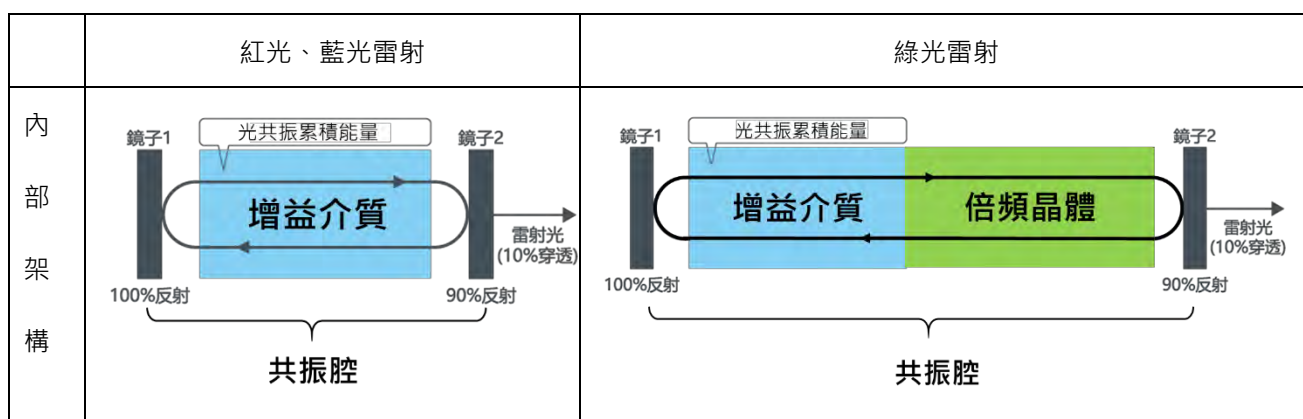 紅光、藍光雷射
綠光雷射
內
部
架
構
鏡子1
光共振累積能量
鏡子2
增益介質
雷射光
(10%穿透)
100%反射
90%反射
共振腔
鏡子1
光共振累積能量
鏡子2
增益介質
倍頻晶體
雷射光
(10%穿透)
100%反射
90%反射
共振腔